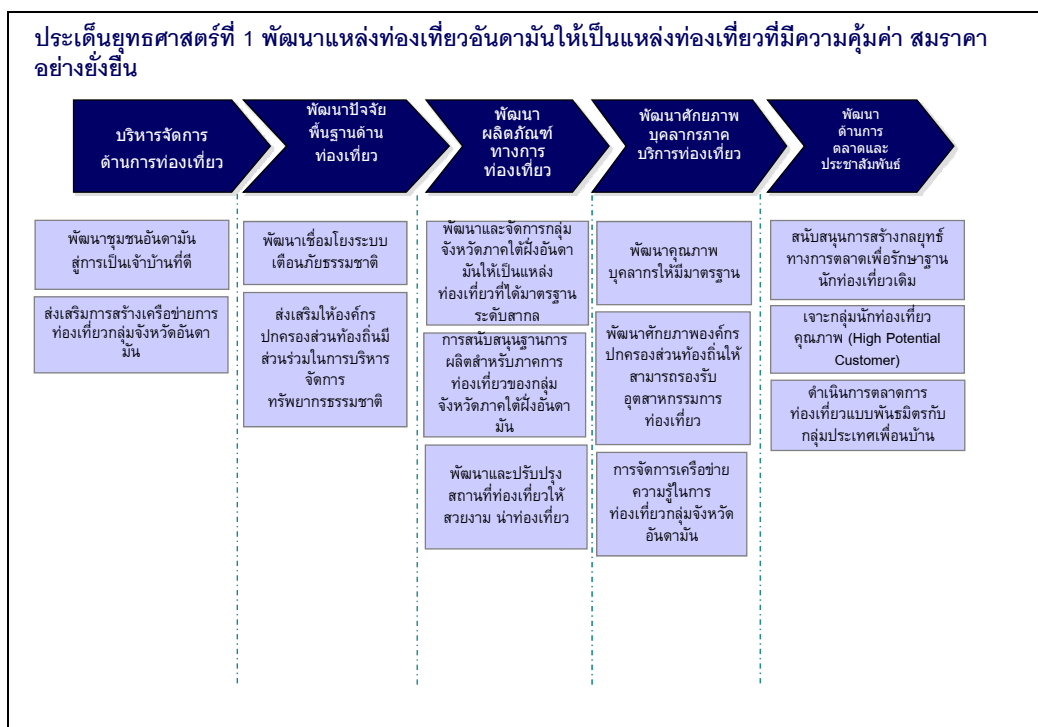 ประเด็นยุทธศาสตร์ที่ 1 พัฒนาแหล่งท่องเที่ยวอันดามันให้เป็นแหล่งท่องเที่ยวที่มีความคุ้มค่า สมราคา
อย่างยั่งยืน
บริหารจัดการ
ด้านการท่องเที่ยว
พัฒนาปัจจัย
พื้นฐานด้าน
ท่องเที่ยว
พัฒนา
ผลิตภัณฑ์
ทางการ
ท่องเที่ยว
พัฒนาศักยภาพ
บุคลากรภาค
บริการท่องเที่ยว
พัฒนา
ด้านการ
ตลาดและ
ประชาสัมพันธ์
พัฒนาชุมชนอันดามัน
สู่การเป็นเจ้าบ้านที่ดี
ส่งเสริมการสร้างเครือข่ายการ
ท่องเที่ยวกลุ่มจังหวัดอันดา
มัน
พัฒนาเชื่อมโยงระบบ
เตือนภัยธรรมชาติ
ส่งเสริมให้องค์กร
ปกครองส่วนท้องถิ่นมี
ส่วนร่วมในการบริหาร
จัดการ
ทรัพยากรธรรมชาติ
พัฒนาและจัดการกลุ่ม
จังหวัดภาคใต้ฝั่งอันดา
มันให้เป็นแหล่ง
ท่องเที่ยวที่ได้มาตรฐาน
ระดับสากล
การสนับสนุนฐานการ
ผลิตสำหรับภาคการ
ท่องเที่ยวของกลุ่ม
จังหวัดภาคใต้ฝั่งอันดา
มัน
พัฒนาและปรับปรุง
สถานที่ท่องเที่ยวให้
สวยงาม น่าท่องเที่ยว
พัฒนาคุณภาพ
บุคลากรให้มีมาตรฐาน
พัฒนาศักยภาพองค์กร
ปกครองส่วนท้องถิ่นให้
สามารถรองรับ
อุตสาหกรรมการ
ท่องเที่ยว
การจัดการเครือข่าย
ความรู้ในการ
ท่องเที่ยวกลุ่มจังหวัด
อันดามัน
สนับสนุนการสร้างกลยุทธ์
ทางการตลาดเพื่อรักษาฐาน
นักท่องเที่ยวเดิม
เจาะกลุ่มนักท่องเที่ยว
คุณภาพ (High Potential
Customer)
ดำเนินการตลาดการ
ท่องเที่ยวแบบพันธมิตรกับ
กลุ่มประเทศเพื่อนบ้าน